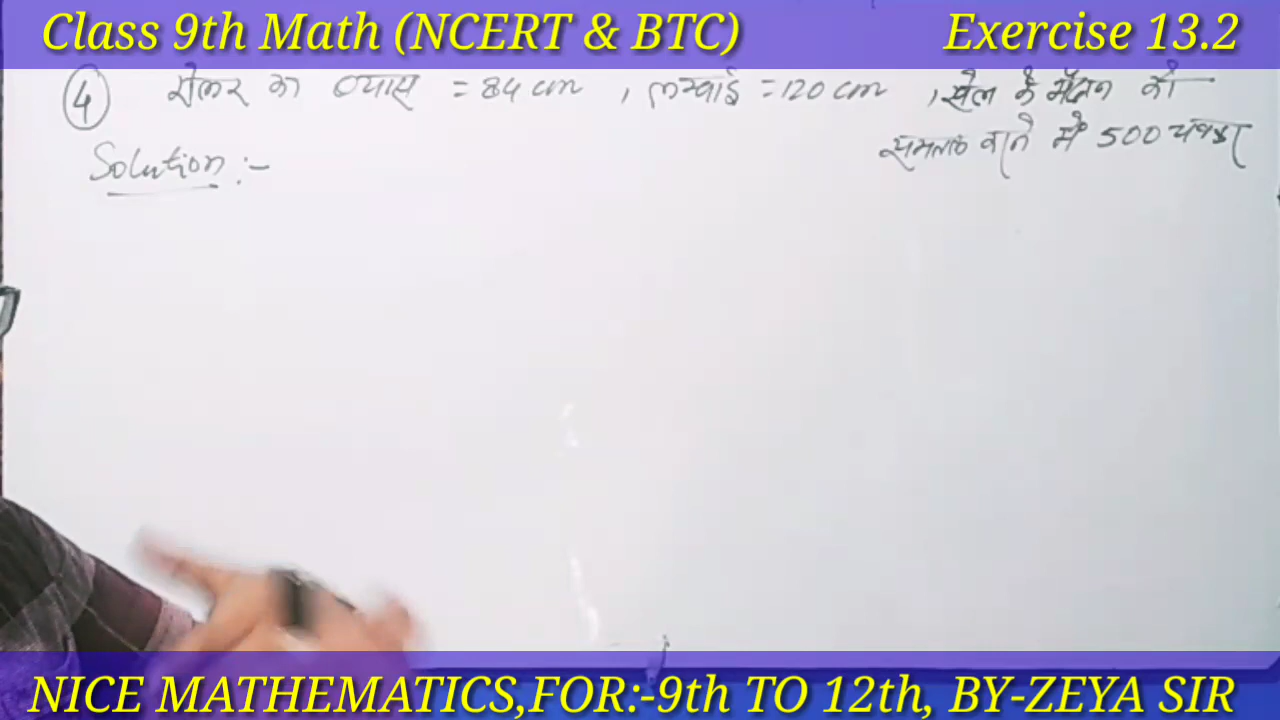 Class 9th Math (NCERT & BTC) Exercise 13.2
④ रोलर का व्यास = 84 cm , लम्बाई = 120 cm , खेल के मैदान को
समतल करने में 500 चक्कर
Solution :-
NICE MATHEMATICS,FOR:-9th TO 12th, BY-ZEYA SIR